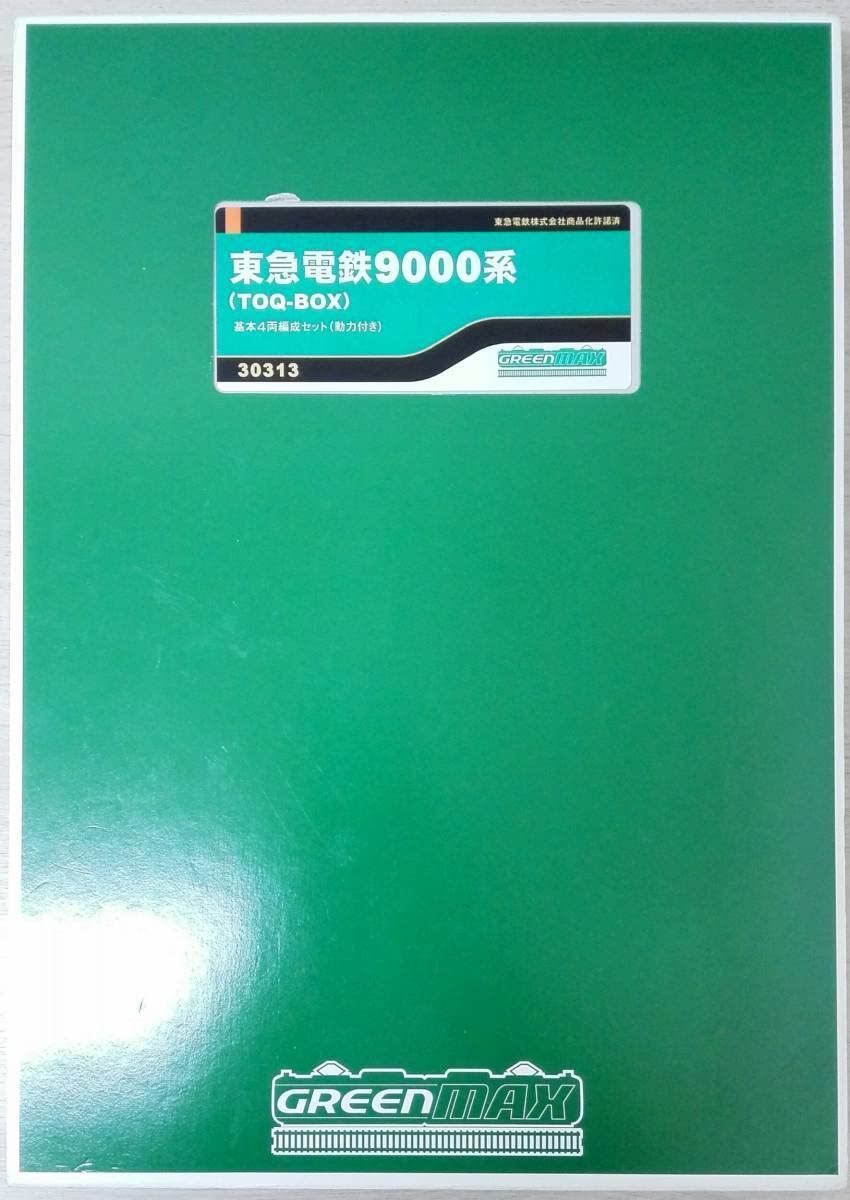 東急電鉄株式会社商品化許諾済
東急電鉄9000系
(TOQ-BOX)
基本4両編成セット(動力付き)
30313
GREENMAX
GREENMAX